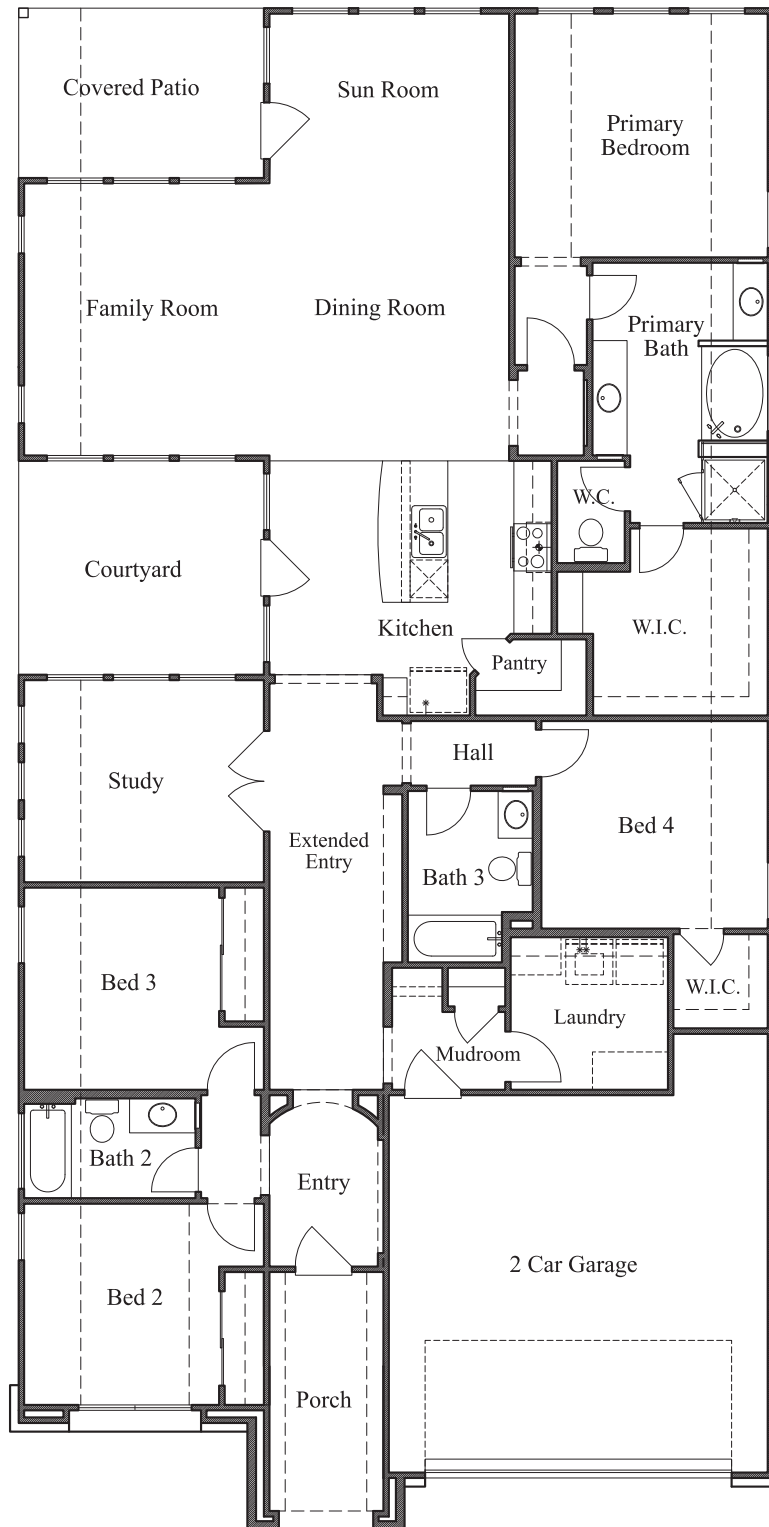 Covered Patio
Sun Room
Primary
Bedroom
Family Room
Dining Room
Primary
Bath
W.C.
Courtyard
Kitchen
W.I.C.
Pantry
Hall
Study
Bed 4
Extended
Entry
Bath 3
Bed 3
W.I.C.
Laundry
Mudroom
Bath 2
Entry
2 Car Garage
Bed 2
Porch